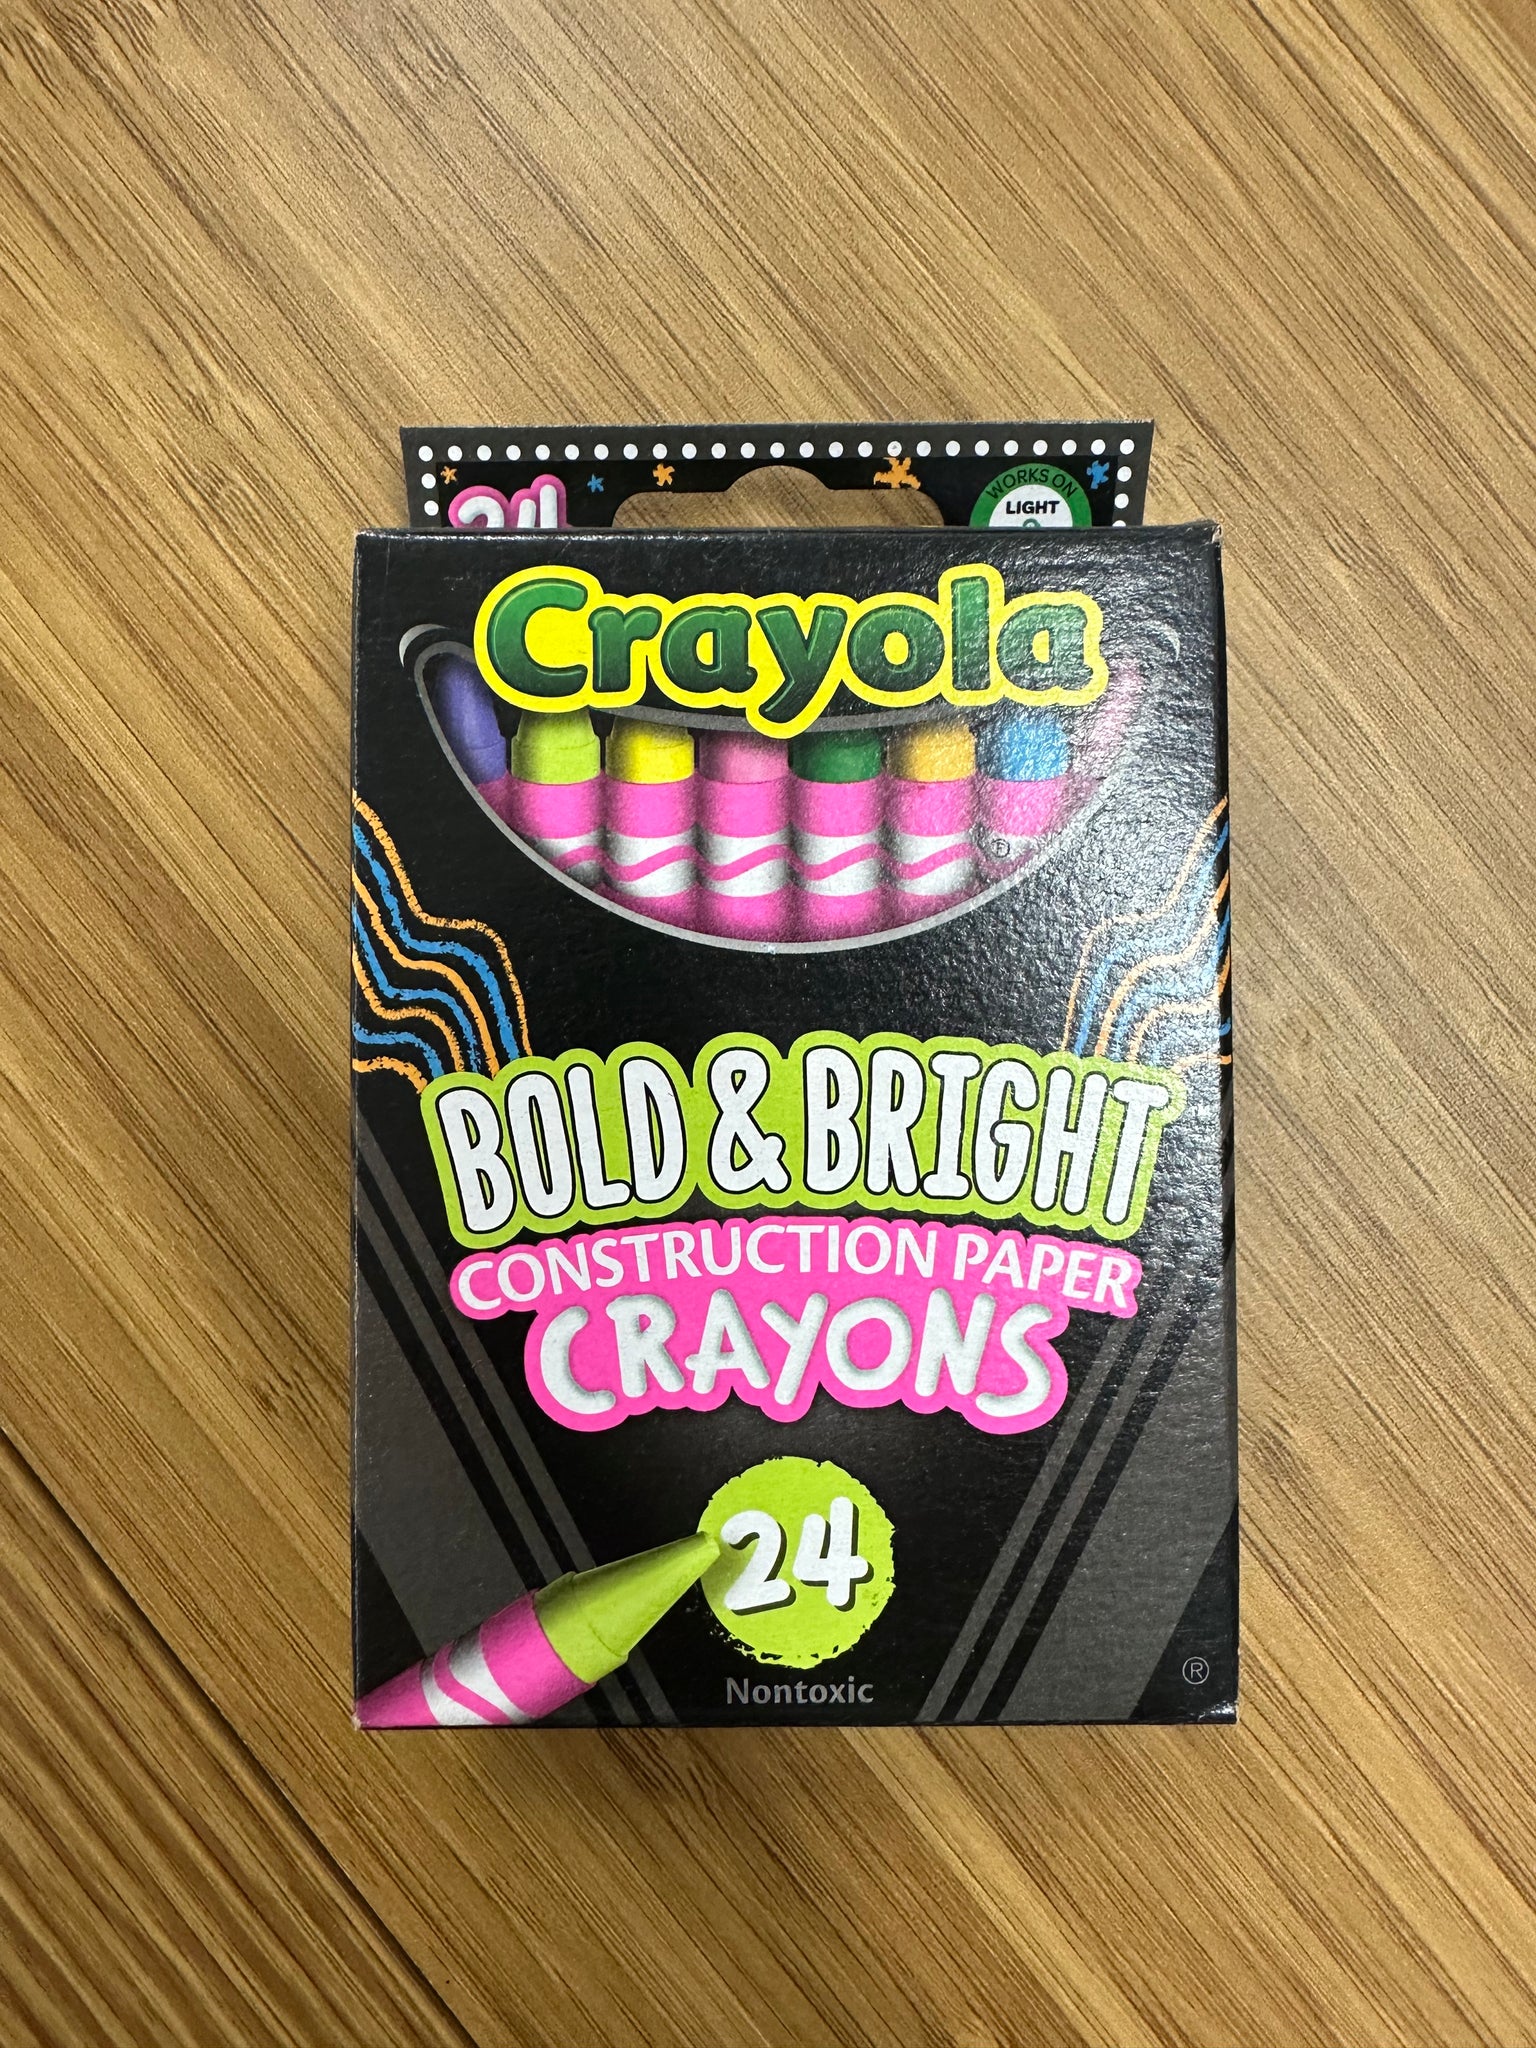 24
WORKS ON
LIGHT
Crayola
BOLD & BRIGHT
CONSTRUCTION PAPER
CRAYONS
24
Nontoxic
®